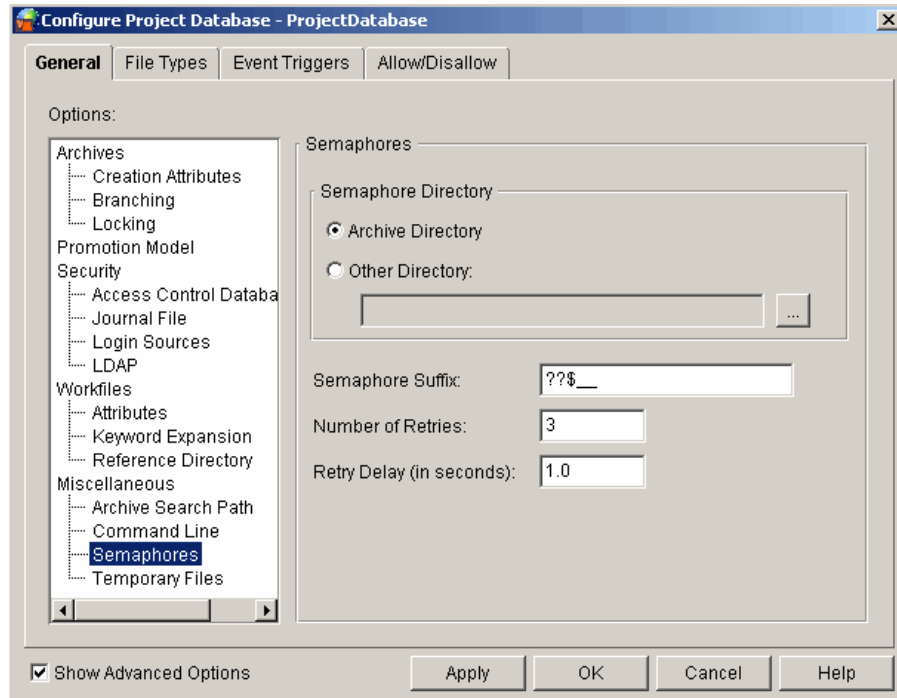 Configure Project Database - ProjectDatabase
General File Types Event Triggers Allow/Disallow
Options:
Archives
Creation Attributes
Branching
Locking
Promotion Model
Security
Access Control Databa
Journal File
Login Sources
LDAP
Workfiles
Attributes
Keyword Expansion
Reference Directory
Miscellaneous
Archive Search Path
Command Line
Semaphores
Temporary Files
Semaphores
Semaphore Directory
Archive Directory
Other Directory:
...
Semaphore Suffix: ??$__
Number of Retries: 3
Retry Delay (in seconds): 1.0
Show Advanced Options Apply OK Cancel Help